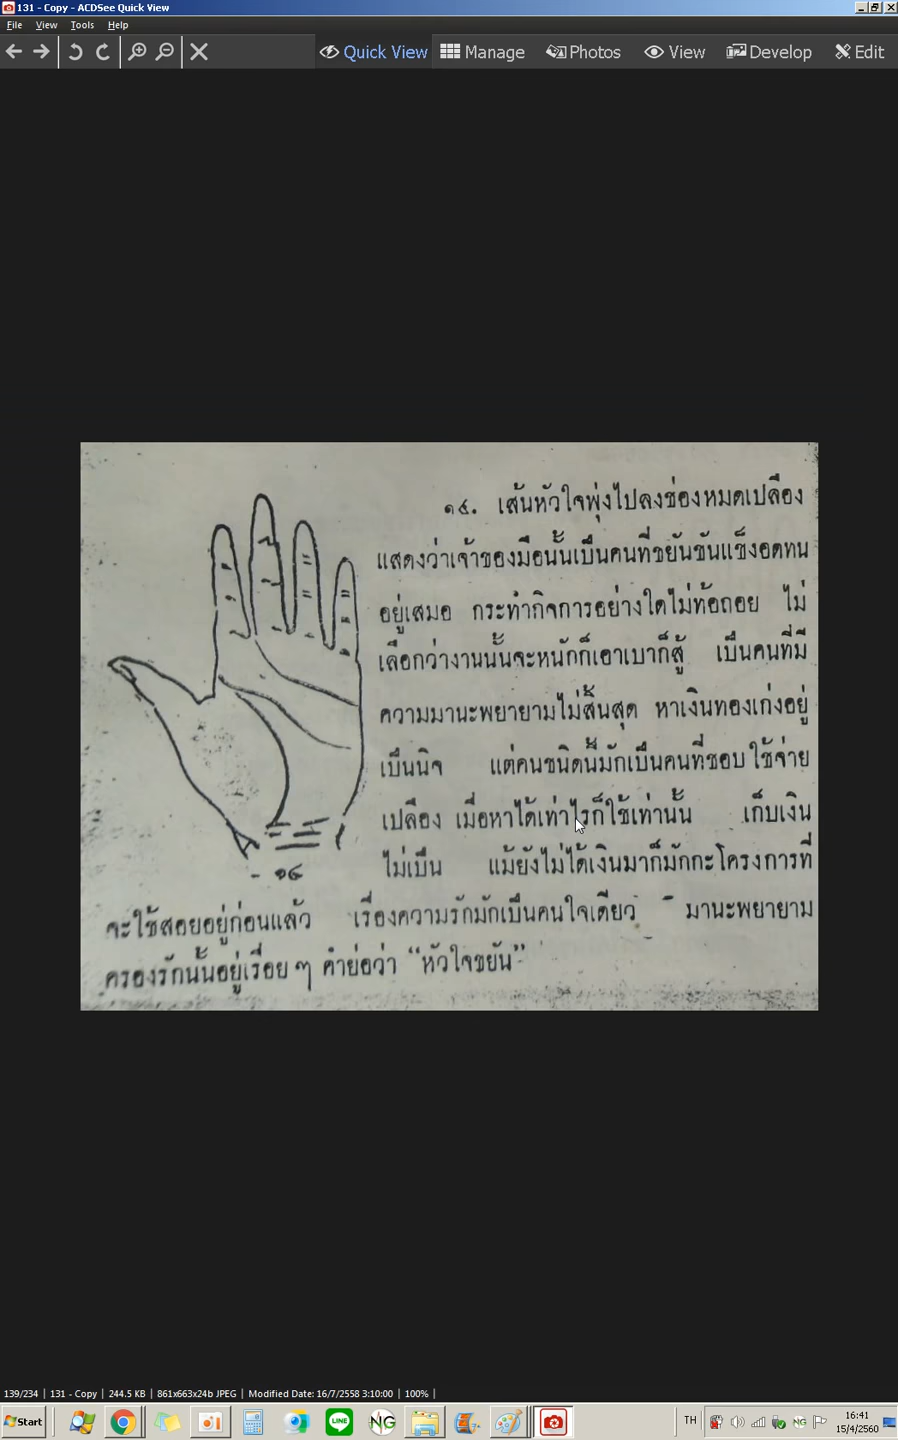 131 - Copy - ACDSee Quick View
File View Tools Help
Quick View Manage Photos View Develop Edit
๑๔. เส้นหัวใจพุ่งไปลงช่องหมดเปลือง
แสดงว่าเจ้าของมือนั้นเป็นคนที่ขยันขันแข็งอดทน
อยู่เสมอ กระทำกิจการอย่างใดไม่ท้อถอย ไม่
เลือกว่างานนั้นจะหนักก็เอาเบาก็สู้ เป็นคนที่มี
ความมานะพยายามไม่สิ้นสุด หาเงินทองเก่งอยู่
เป็นนิจ แต่คนชนิดนี้มักเป็นคนที่ชอบใช้จ่าย
เปลือง เมื่อหาได้เท่าไรก็ใช้เท่านั้น เก็บเงิน
ไม่เป็น แม้ยังไม่ได้เงินมาก็มักกะโครงการที่
- ๑๔
จะใช้สอยอยู่ก่อนแล้ว เรื่องความรักมักเป็นคนใจเดียว มานะพยายาม
ครองรักนั้นอยู่เรื่อยๆ คำย่อว่า “หัวใจขยัน”
139/234 | 131 - Copy | 244.5 KB | 861x663x24b JPEG | Modified Date: 16/7/2558 3:10:00 | 100% |
Start LINE NG TH NG 16:41
15/4/2560